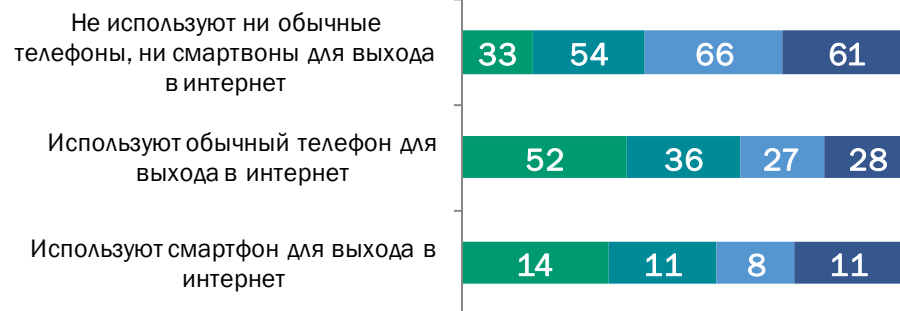 Не используют ни обычные
телефоны, ни смартвоны для выхода
в интернет
33 54 66 61
Используют обычный телефон для
выхода в интернет
52 36 27 28
Используют смартфон для выхода в
интернет
14 11 8 11